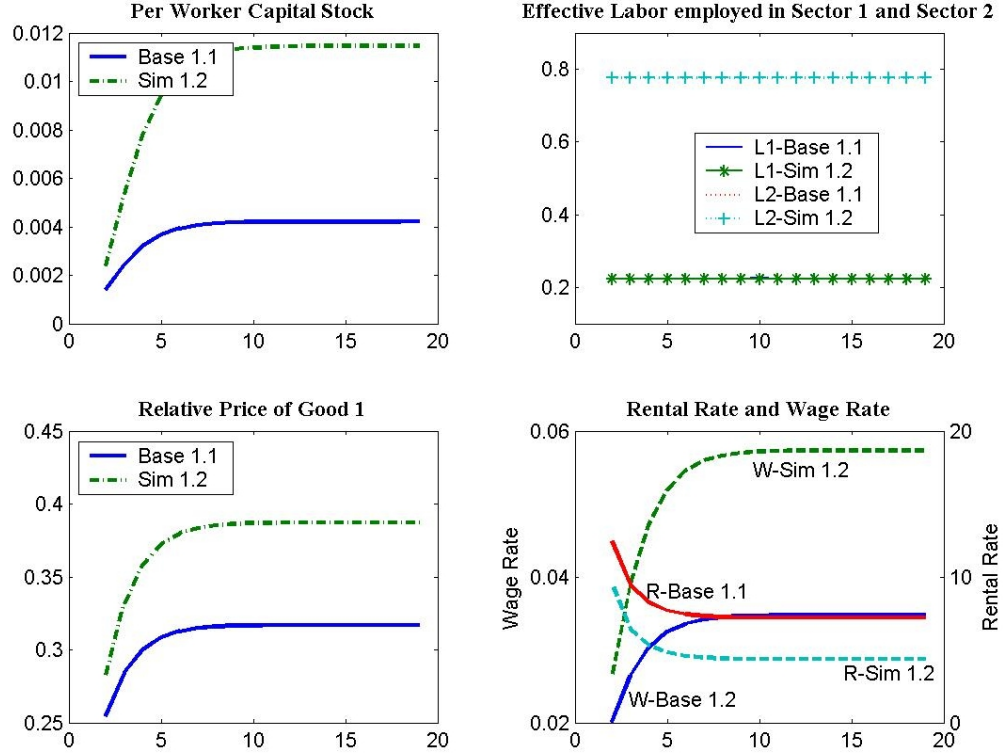 Per Worker Capital Stock
0.012
0.01
0.008
0.006
0.004
0.002
0
0 5 10 15 20
Base 1.1
Sim 1.2
Effective Labor employed in Sector 1 and Sector 2
0.8
0.6
0.4
0.2
0 5 10 15 20
L1-Base 1.1
L1-Sim 1.2
L2-Base 1.1
L2-Sim 1.2
Relative Price of Good 1
0.45
0.4
0.35
0.3
0.25
0 5 10 15 20
Base 1.1
Sim 1.2
Rental Rate and Wage Rate
0.06
0.04
0.02
Wage Rate
0 5 10 15 20
20
10
0
Rental Rate
W-Sim 1.2
R-Base 1.1
R-Sim 1.2
W-Base 1.2